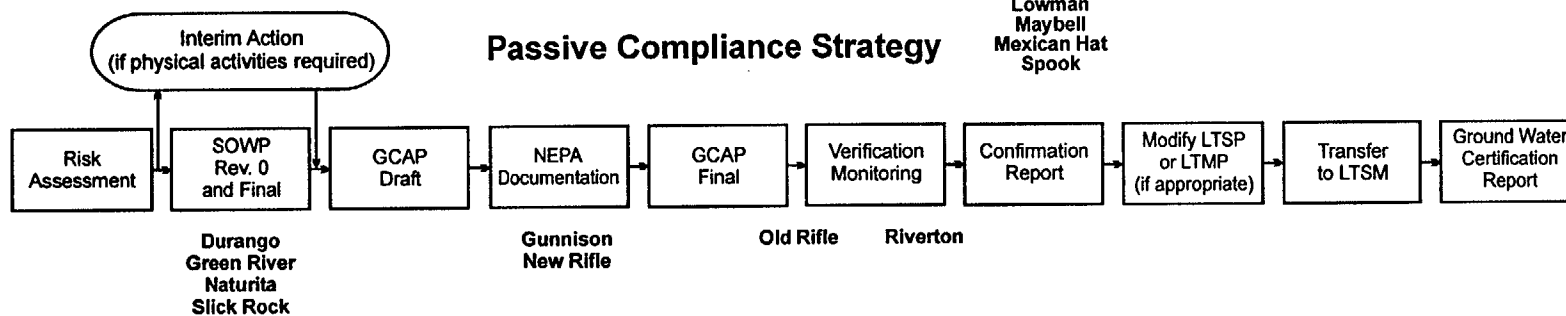 Lowman
Maybell
Mexican Hat
Spook
Passive Compliance Strategy
Interim Action
(if physical activities required)
Risk
Assessment
SOWP
Rev. 0
and Final
GCAP
Draft
NEPA
Documentation
GCAP
Final
Verification
Monitoring
Confirmation
Report
Modify LTSP
or LTMP
(if appropriate)
Transfer
to LTSM
Ground Water
Certification
Report
Durango
Green River
Naturita
Slick Rock
Gunnison
New Rifle
Old Rifle
Riverton